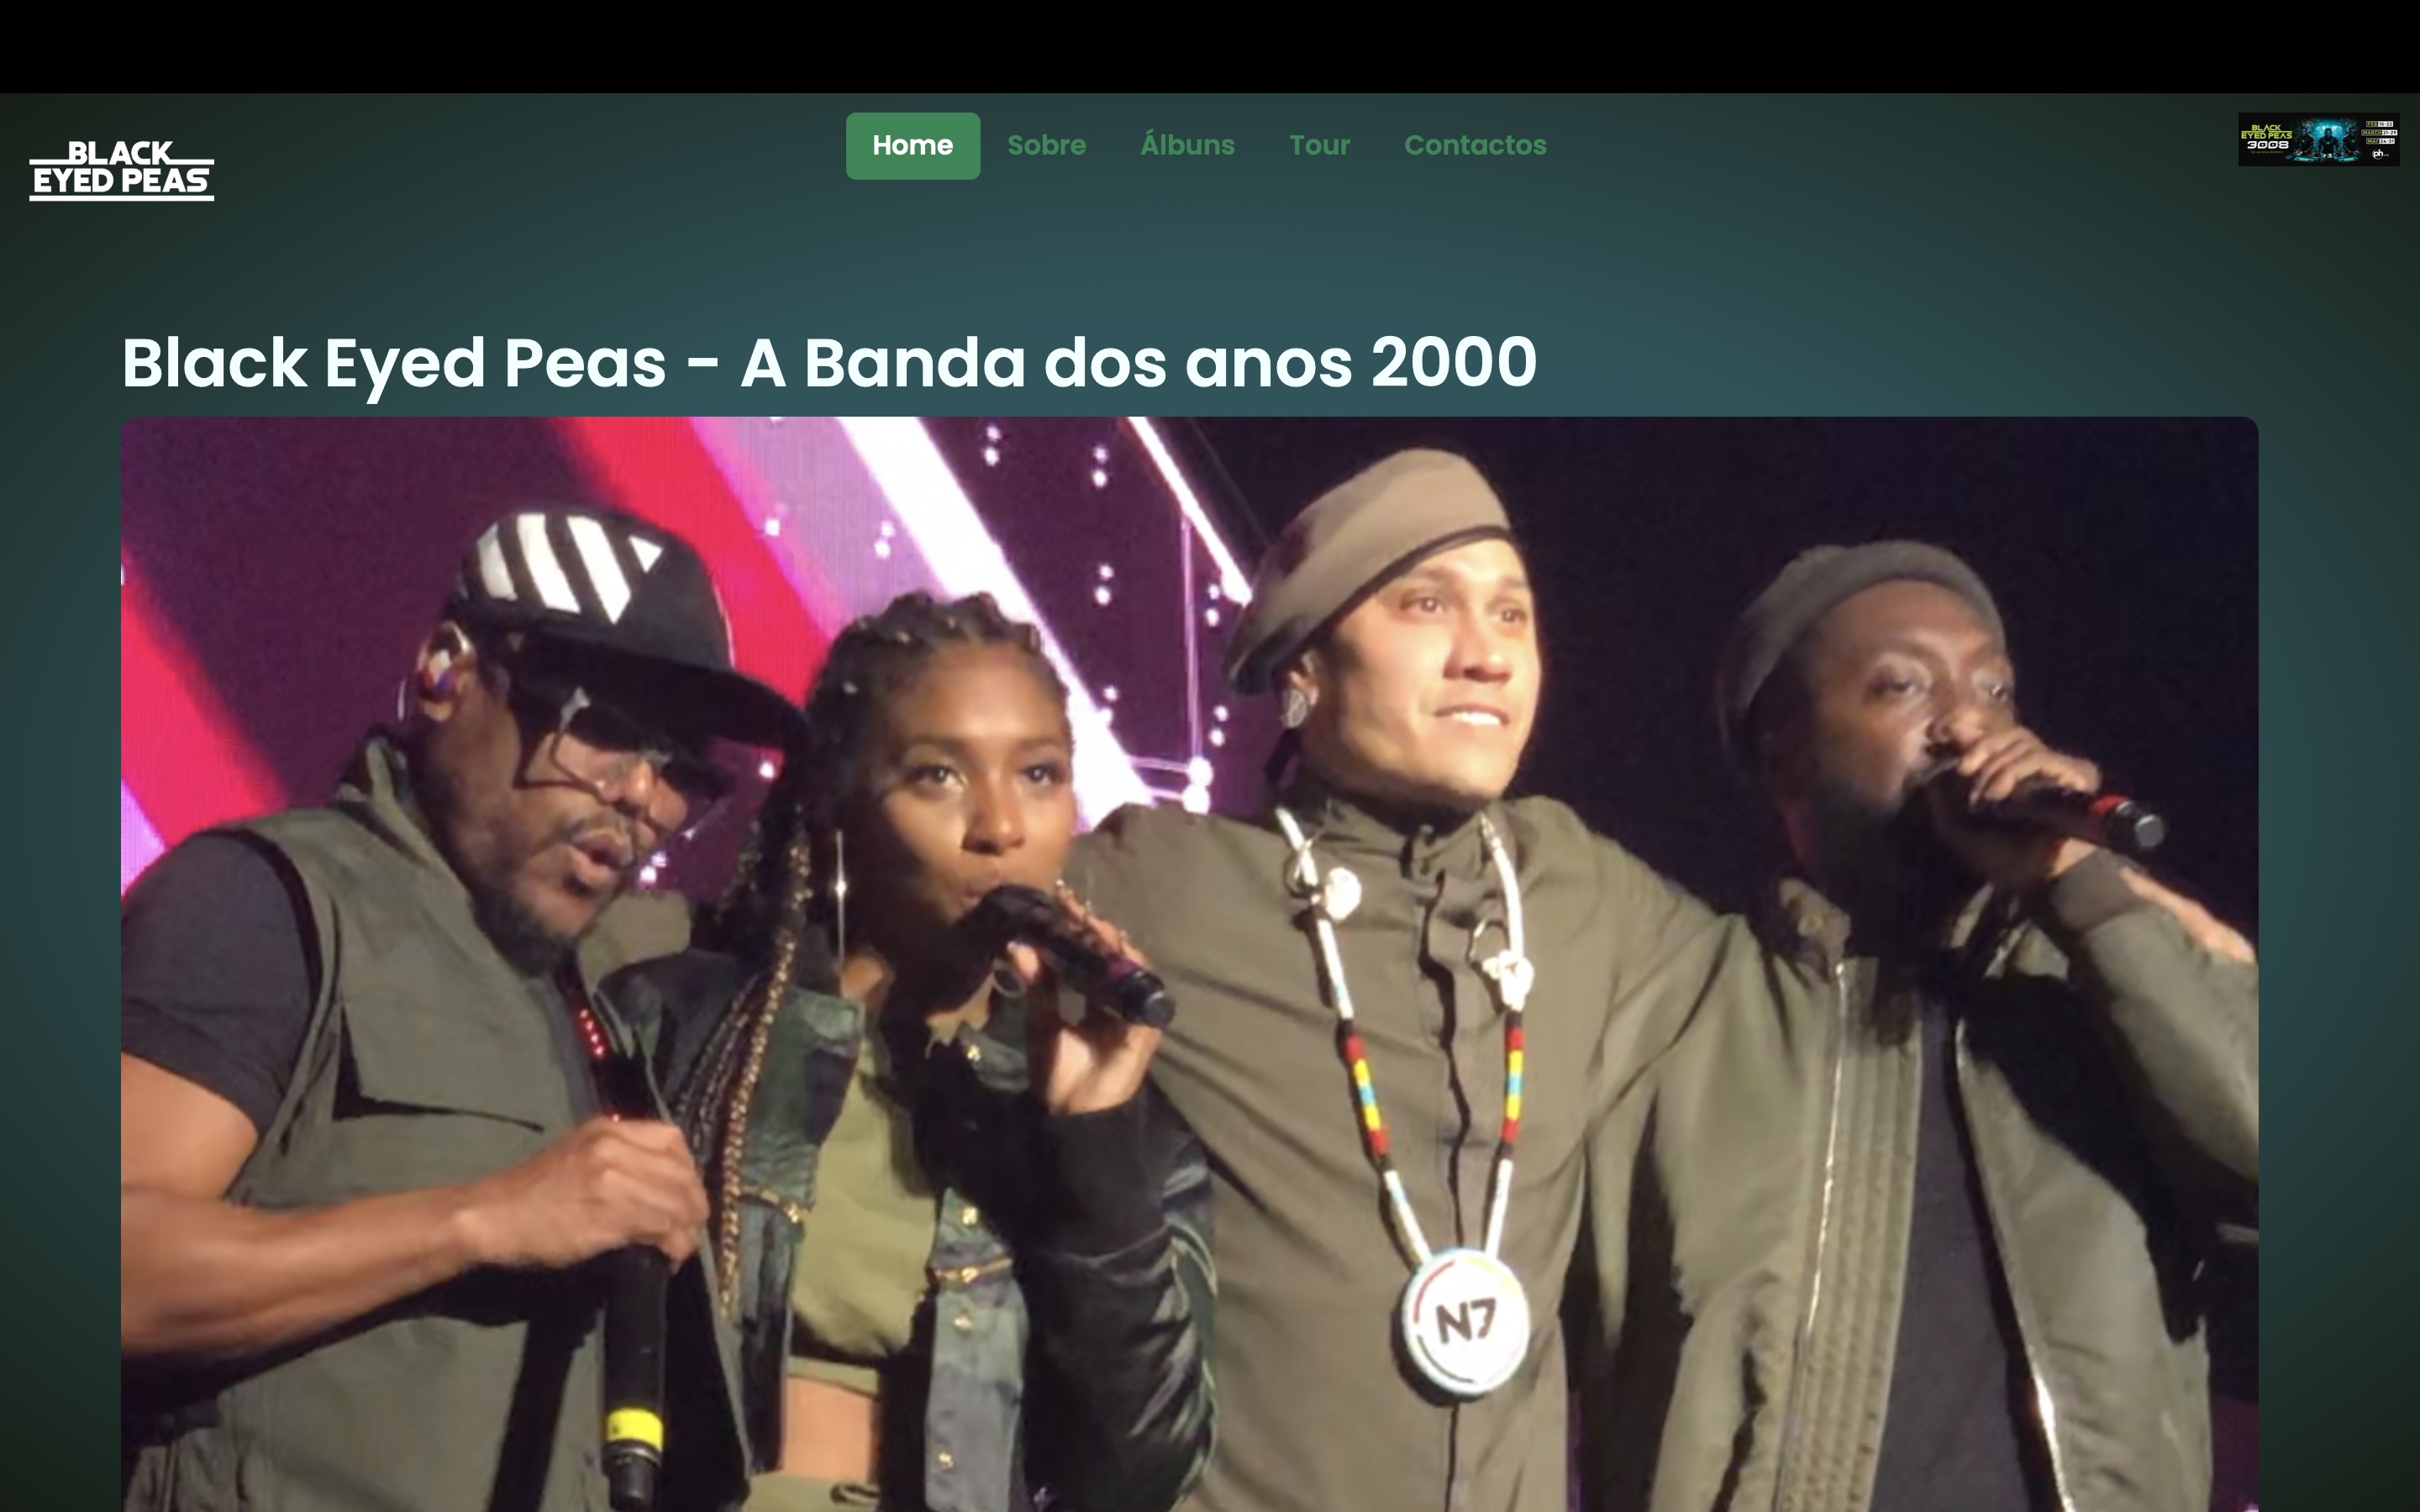 BLACK
EYED PEAS
Home
Sobre
Álbuns
Tour
Contactos
BLACK
EYED PEAS
3008
Black Eyed Peas - A Banda dos anos 2000
N7